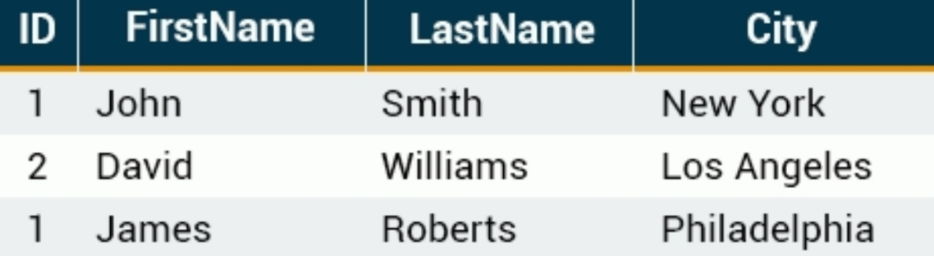 ID FirstName LastName City
1 John Smith New York
2 David Williams Los Angeles
1 James Roberts Philadelphia